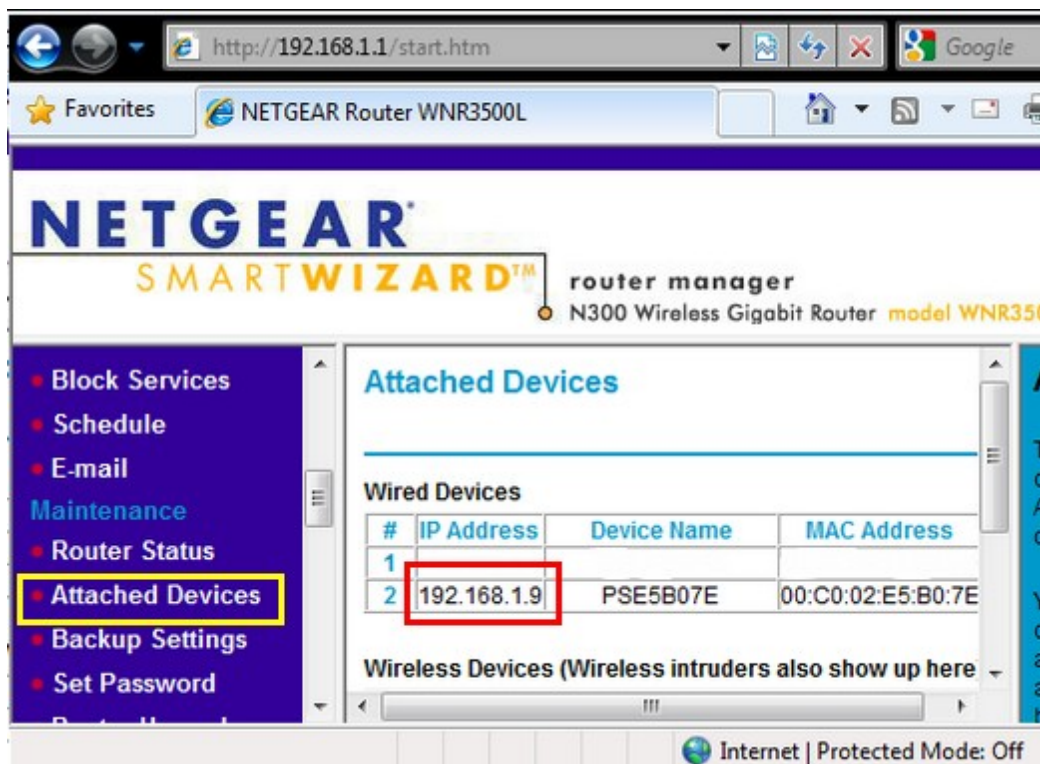 http://192.168.1.1/start.htm
Google
Favorites
NETGEAR Router WNR3500L
NETGEAR
SMARTWIZARD™
router manager
N300 Wireless Gigabit Router model WNR350
Block Services
Schedule
E-mail
Maintenance
Router Status
Attached Devices
Backup Settings
Set Password
Attached Devices
Wired Devices
# IP Address Device Name MAC Address
1
2 192.168.1.9 PSE5B07E 00:C0:02:E5:B0:7E
Wireless Devices (Wireless intruders also show up here
Internet | Protected Mode: Off